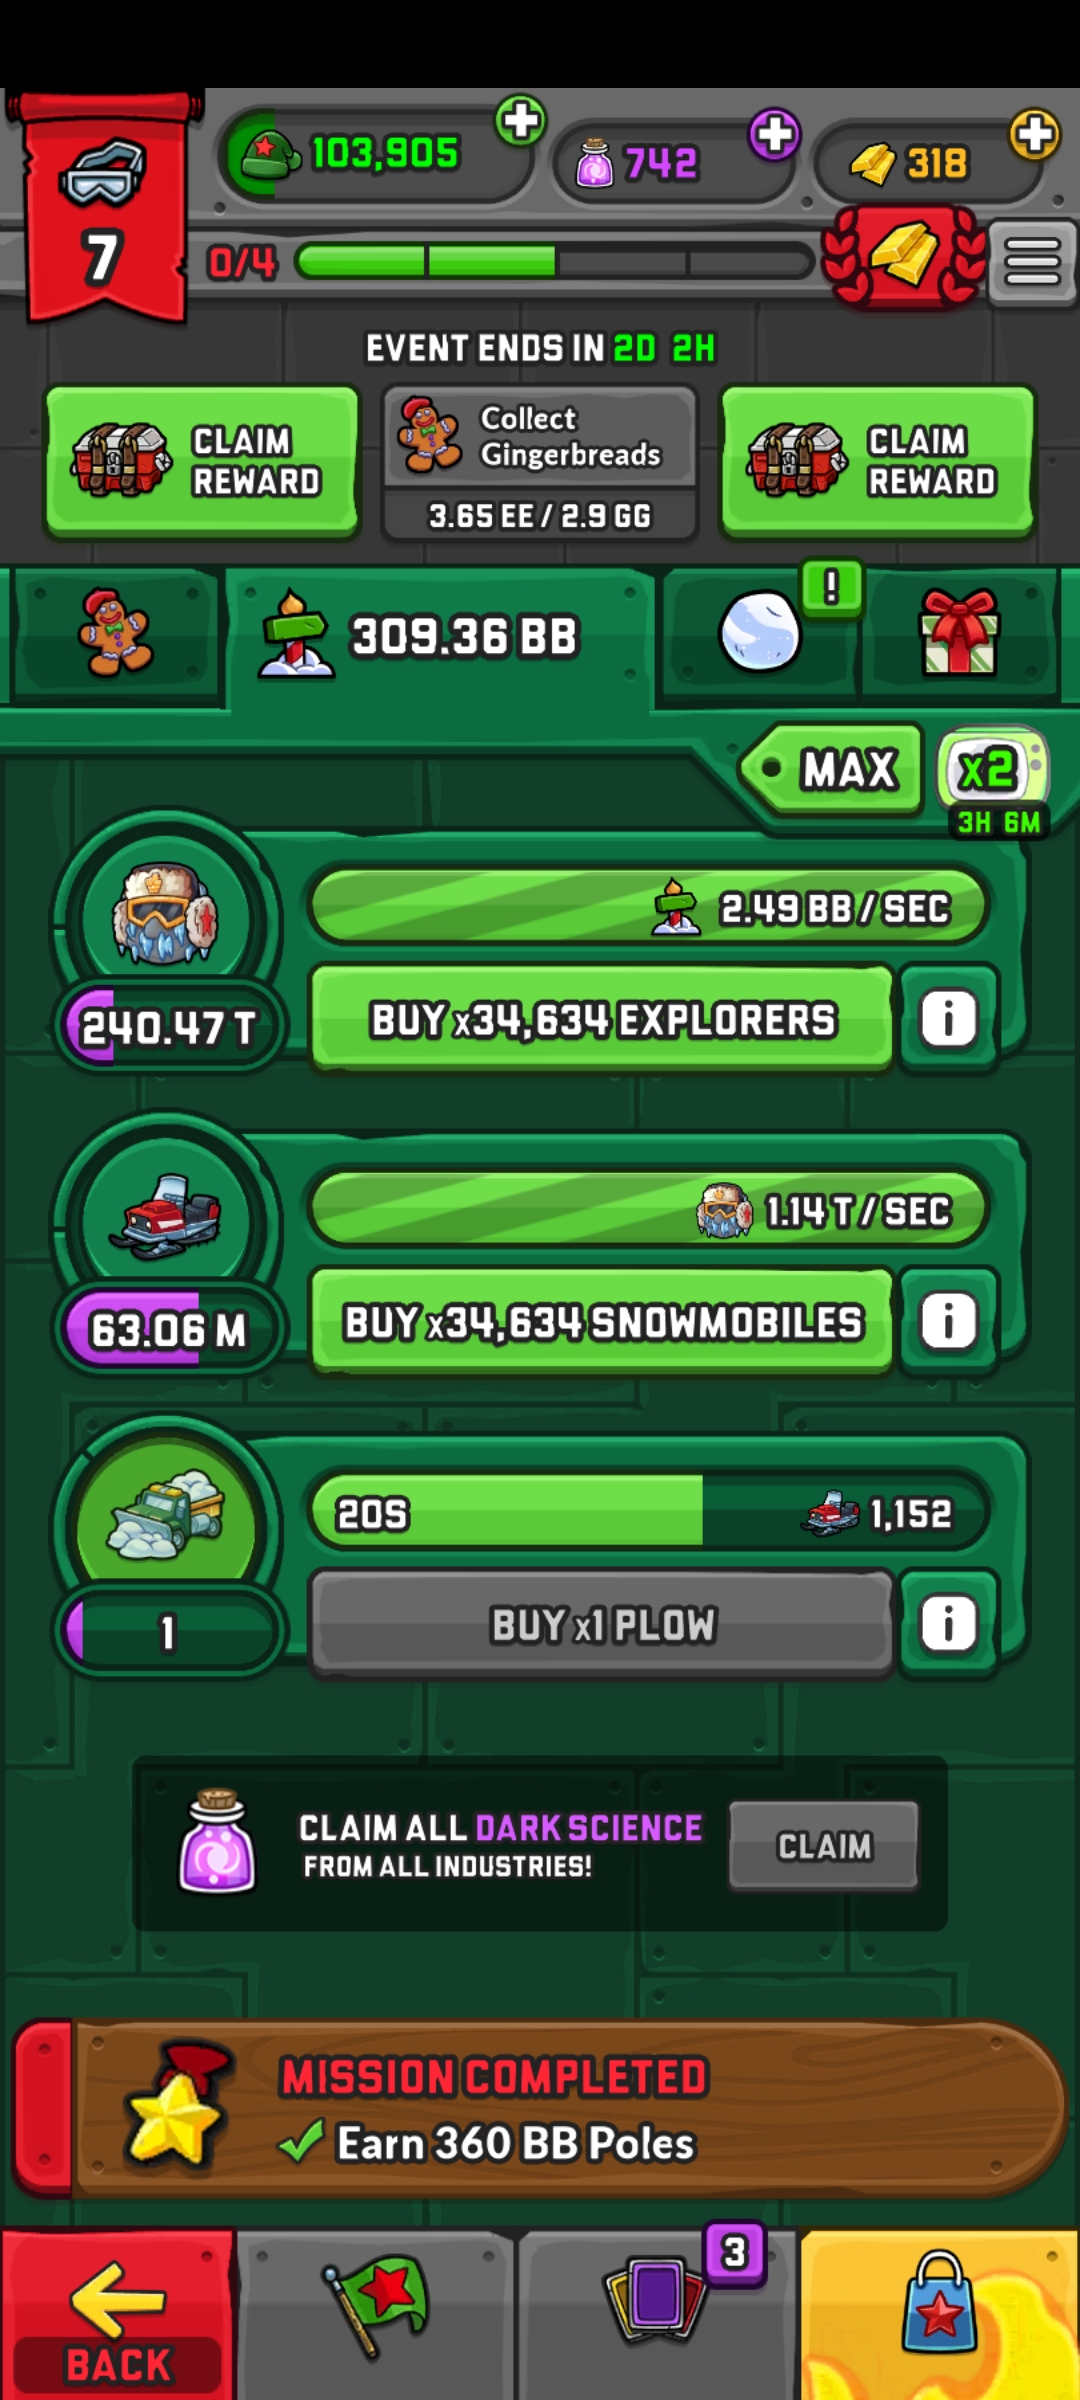 103,905
742
318
7
0/4
EVENT ENDS IN 2D 2H
CLAIM
REWARD
Collect
Gingerbreads
3.65 EE / 2.9 GG
CLAIM
REWARD
309.36 BB
!
MAX
x2
3H 6M
2.49 BB / SEC
240.47 T
BUY x34,634 EXPLORERS
i
1.14 T / SEC
63.06 M
BUY x34,634 SNOWMOBILES
i
20S
1,152
1
BUY x1 PLOW
i
CLAIM ALL DARK SCIENCE
FROM ALL INDUSTRIES!
CLAIM
MISSION COMPLETED
Earn 360 BB Poles
3
BACK